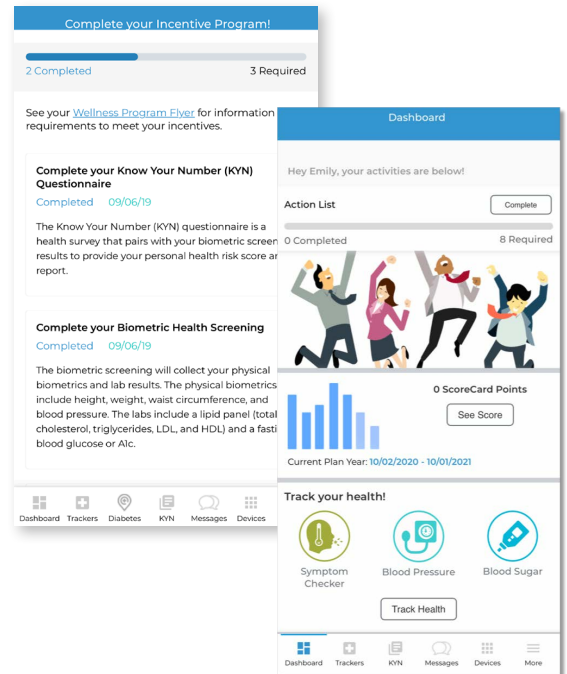 Complete your Incentive Program!
2 Completed 3 Required
See your Wellness Program Flyer for information
requirements to meet your incentives.
Complete your Know Your Number (KYN)
Questionnaire
Completed 09/06/19
The Know Your Number (KYN) questionnaire is a
health survey that pairs with your biometric screen
results to provide your personal health risk score
report.
Complete your Biometric Health Screening
Completed 09/06/19
The biometric screening will collect your physical
biometrics and lab results. The physical biometrics
include height, weight, waist circumference, and
blood pressure. The labs include a lipid panel (total
cholesterol, triglycerides, LDL, and HDL) and a fasti
blood glucose or A1c.
Dashboard Trackers Diabetes KYN Messages Devices
Dashboard
Hey Emily, your activities are below!
Action List Complete
0 Completed 8 Required
0 ScoreCard Points
See Score
Current Plan Year: 10/02/2020 - 10/01/2021
Track your health!
Symptom
Checker
Blood Pressure
Blood Sugar
Track Health
Dashboard Trackers KYN Messages Devices More